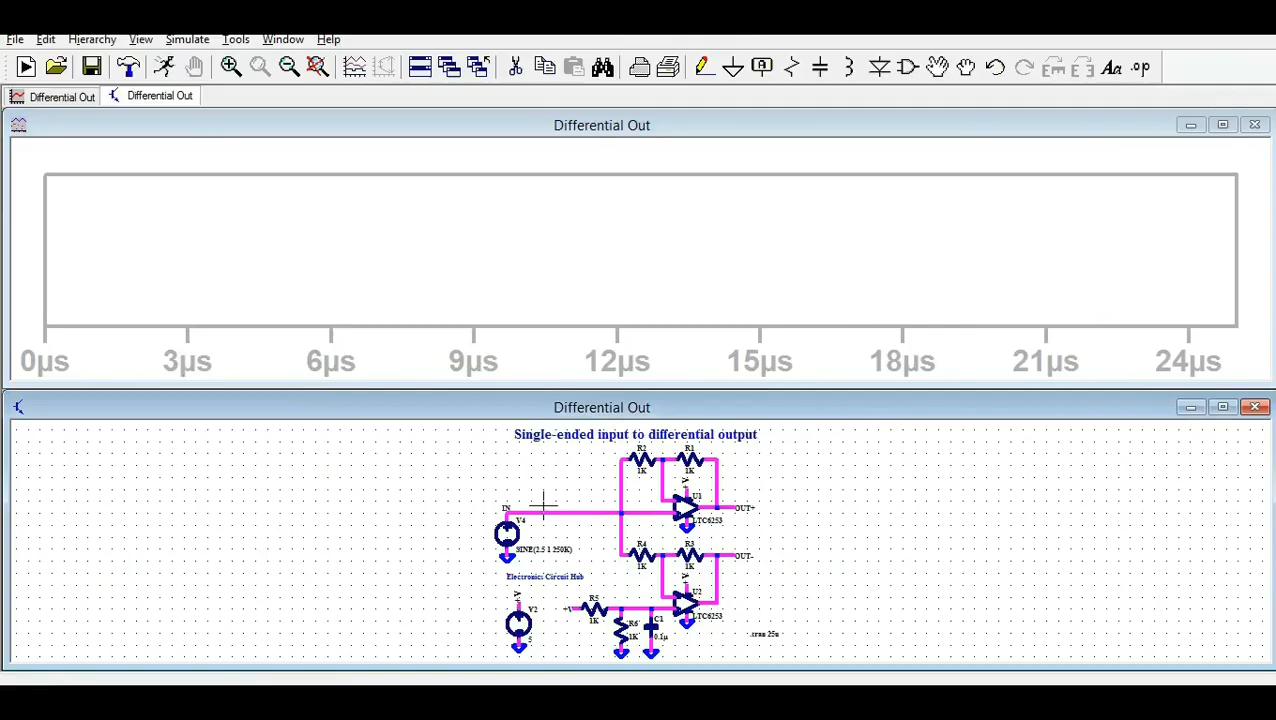 File Edit Hierarchy View Simulate Tools Window Help
Aa .op
Differential Out Differential Out
Differential Out
0µs 3µs 6µs 9µs 12µs 15µs 18µs 21µs 24µs
Differential Out
Single-ended input to differential output
R2 R1
1K 1K
V+
U1
IN OUT+
V4 LTC6253
SINE(2.5 1 250K)
R4 R3 OUT-
1K 1K
Electronics Circuit Hub
V+ V+
U2
R5 +V V2
LTC6253
1K R6 C1
1K 0.1µ
5 .tran 25u